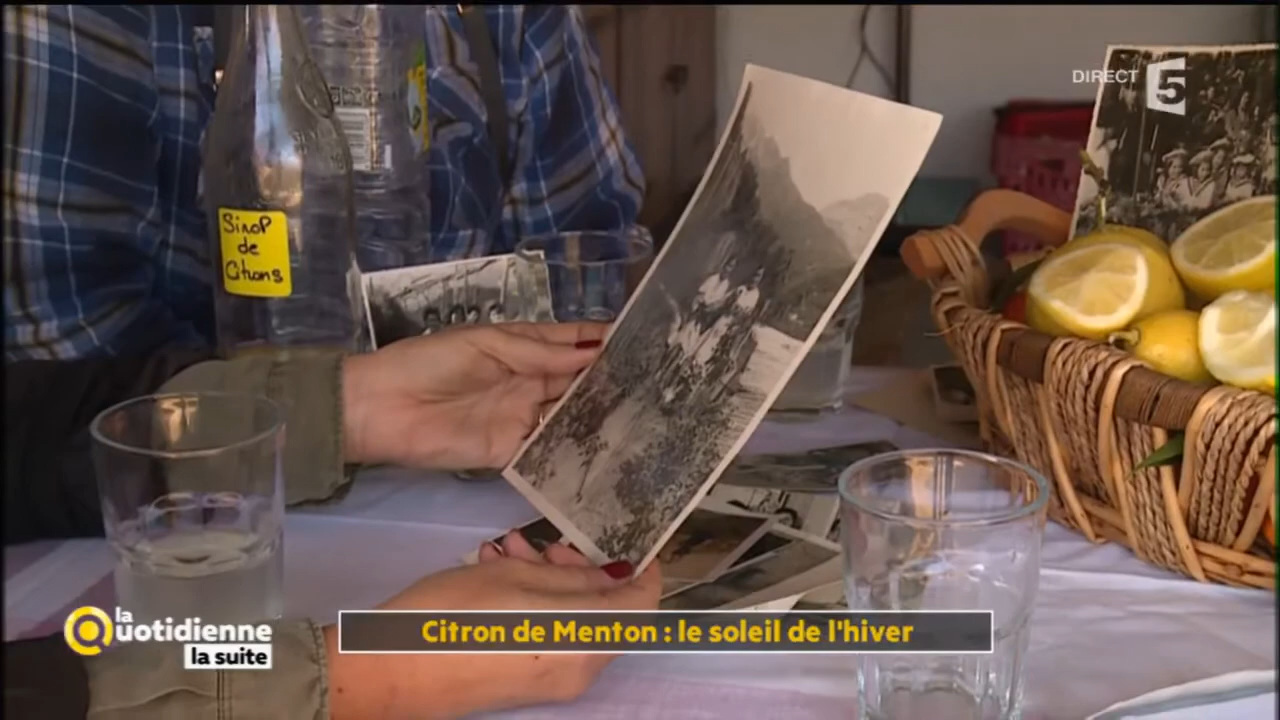 DIRECT 5
SiroP
de
Citrons
la
Quotidienne
la suite
Citron de Menton : le soleil de l'hiver